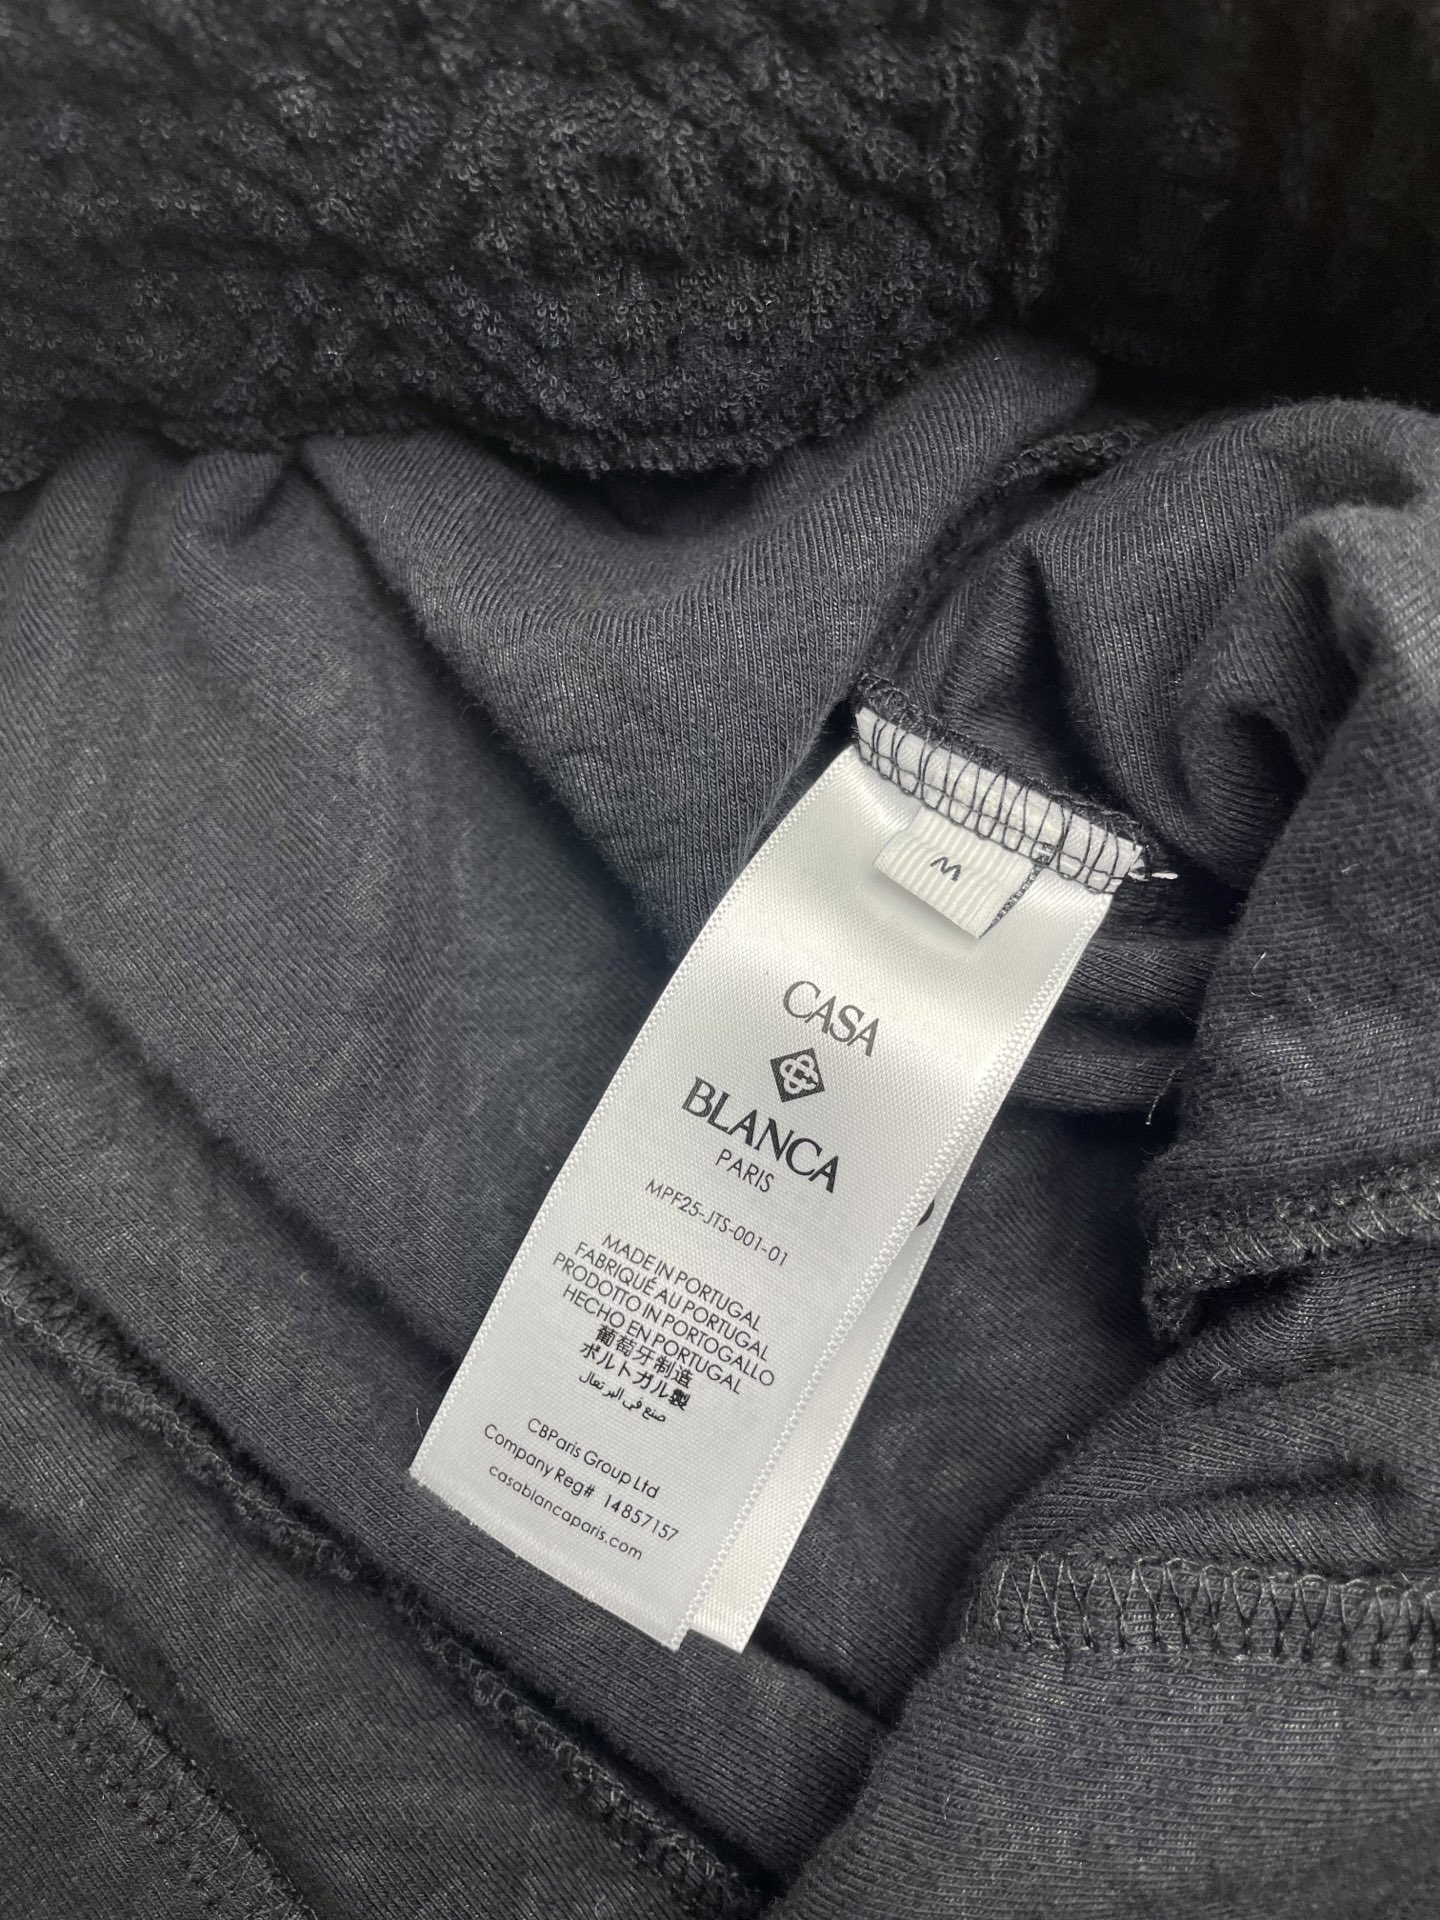 M
CASA
BLANCA
PARIS
MPF25-JTS-001-01
MADE IN PORTUGAL
FABRIQUÉ AU PORTUGAL
PRODOTTO IN PORTOGALLO
HECHO EN PORTUGAL
葡萄牙制造
ポルトガル製
صنع في البرتغال
CBParis Group Ltd
Company Reg# 14857157
casablancaparis.com